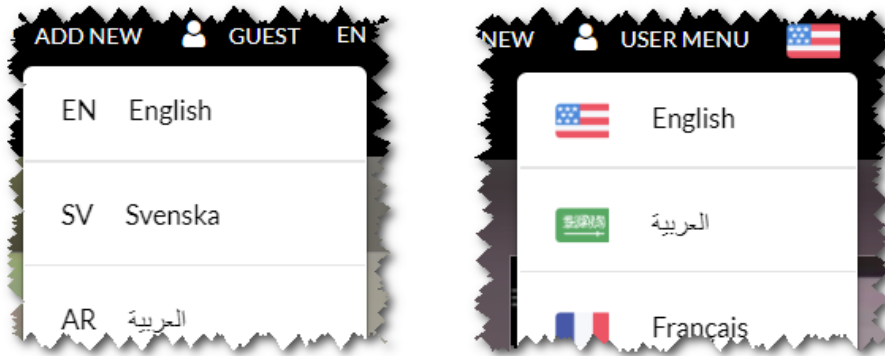 ADD NEW GUEST EN
EN English
SV Svenska
AR العربية
NEW USER MENU
English
العربية
Français